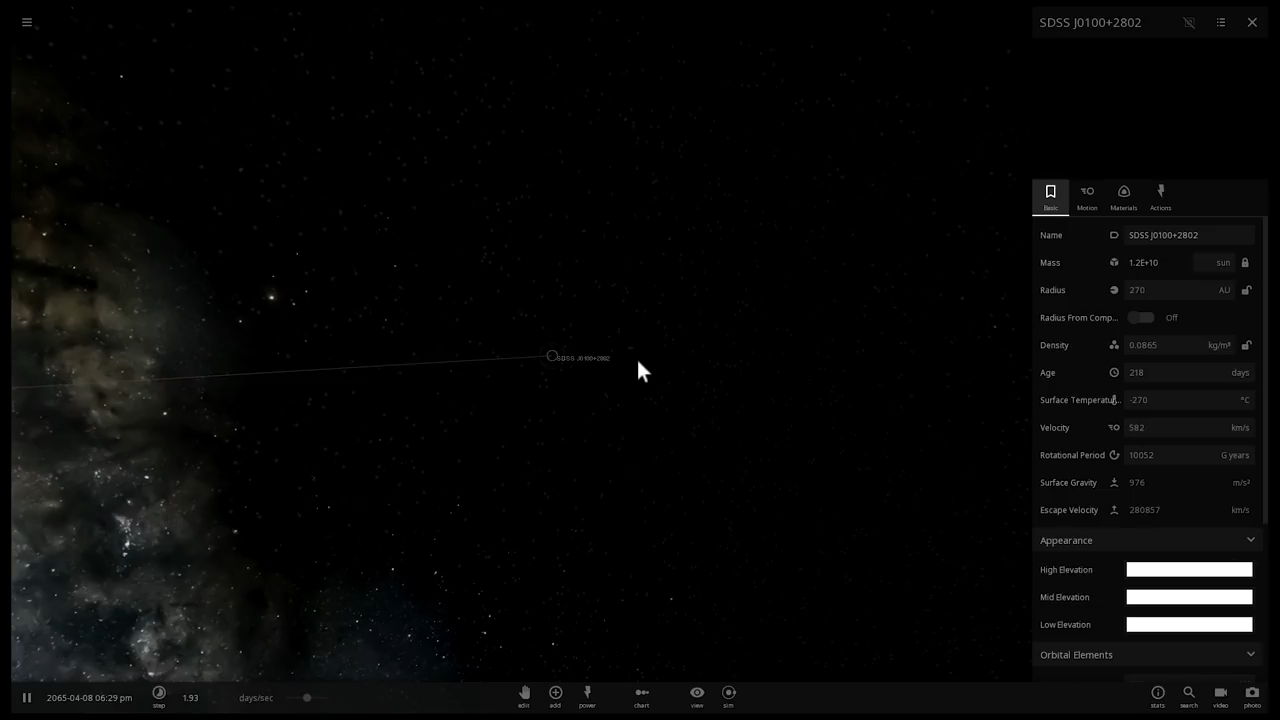 SDSS J0100+2802
Basic
Motion
Materials
Actions
Name SDSS J0100+2802
Mass 1.2E+10 sun
Radius 270 AU
Radius From Comp... Off
Density 0.0865 kg/m³
Age 218 days
Surface Temperatu... -270 °C
Velocity 582 km/s
Rotational Period 10052 G years
Surface Gravity 976 m/s²
Escape Velocity 280857 km/s
Appearance
High Elevation
Mid Elevation
Low Elevation
Orbital Elements
SDSS J0100+2802
2065-04-08 06:29 pm
step
1.93 days/sec
edit
add
power
chart
view
sim
stats
search
video
photo